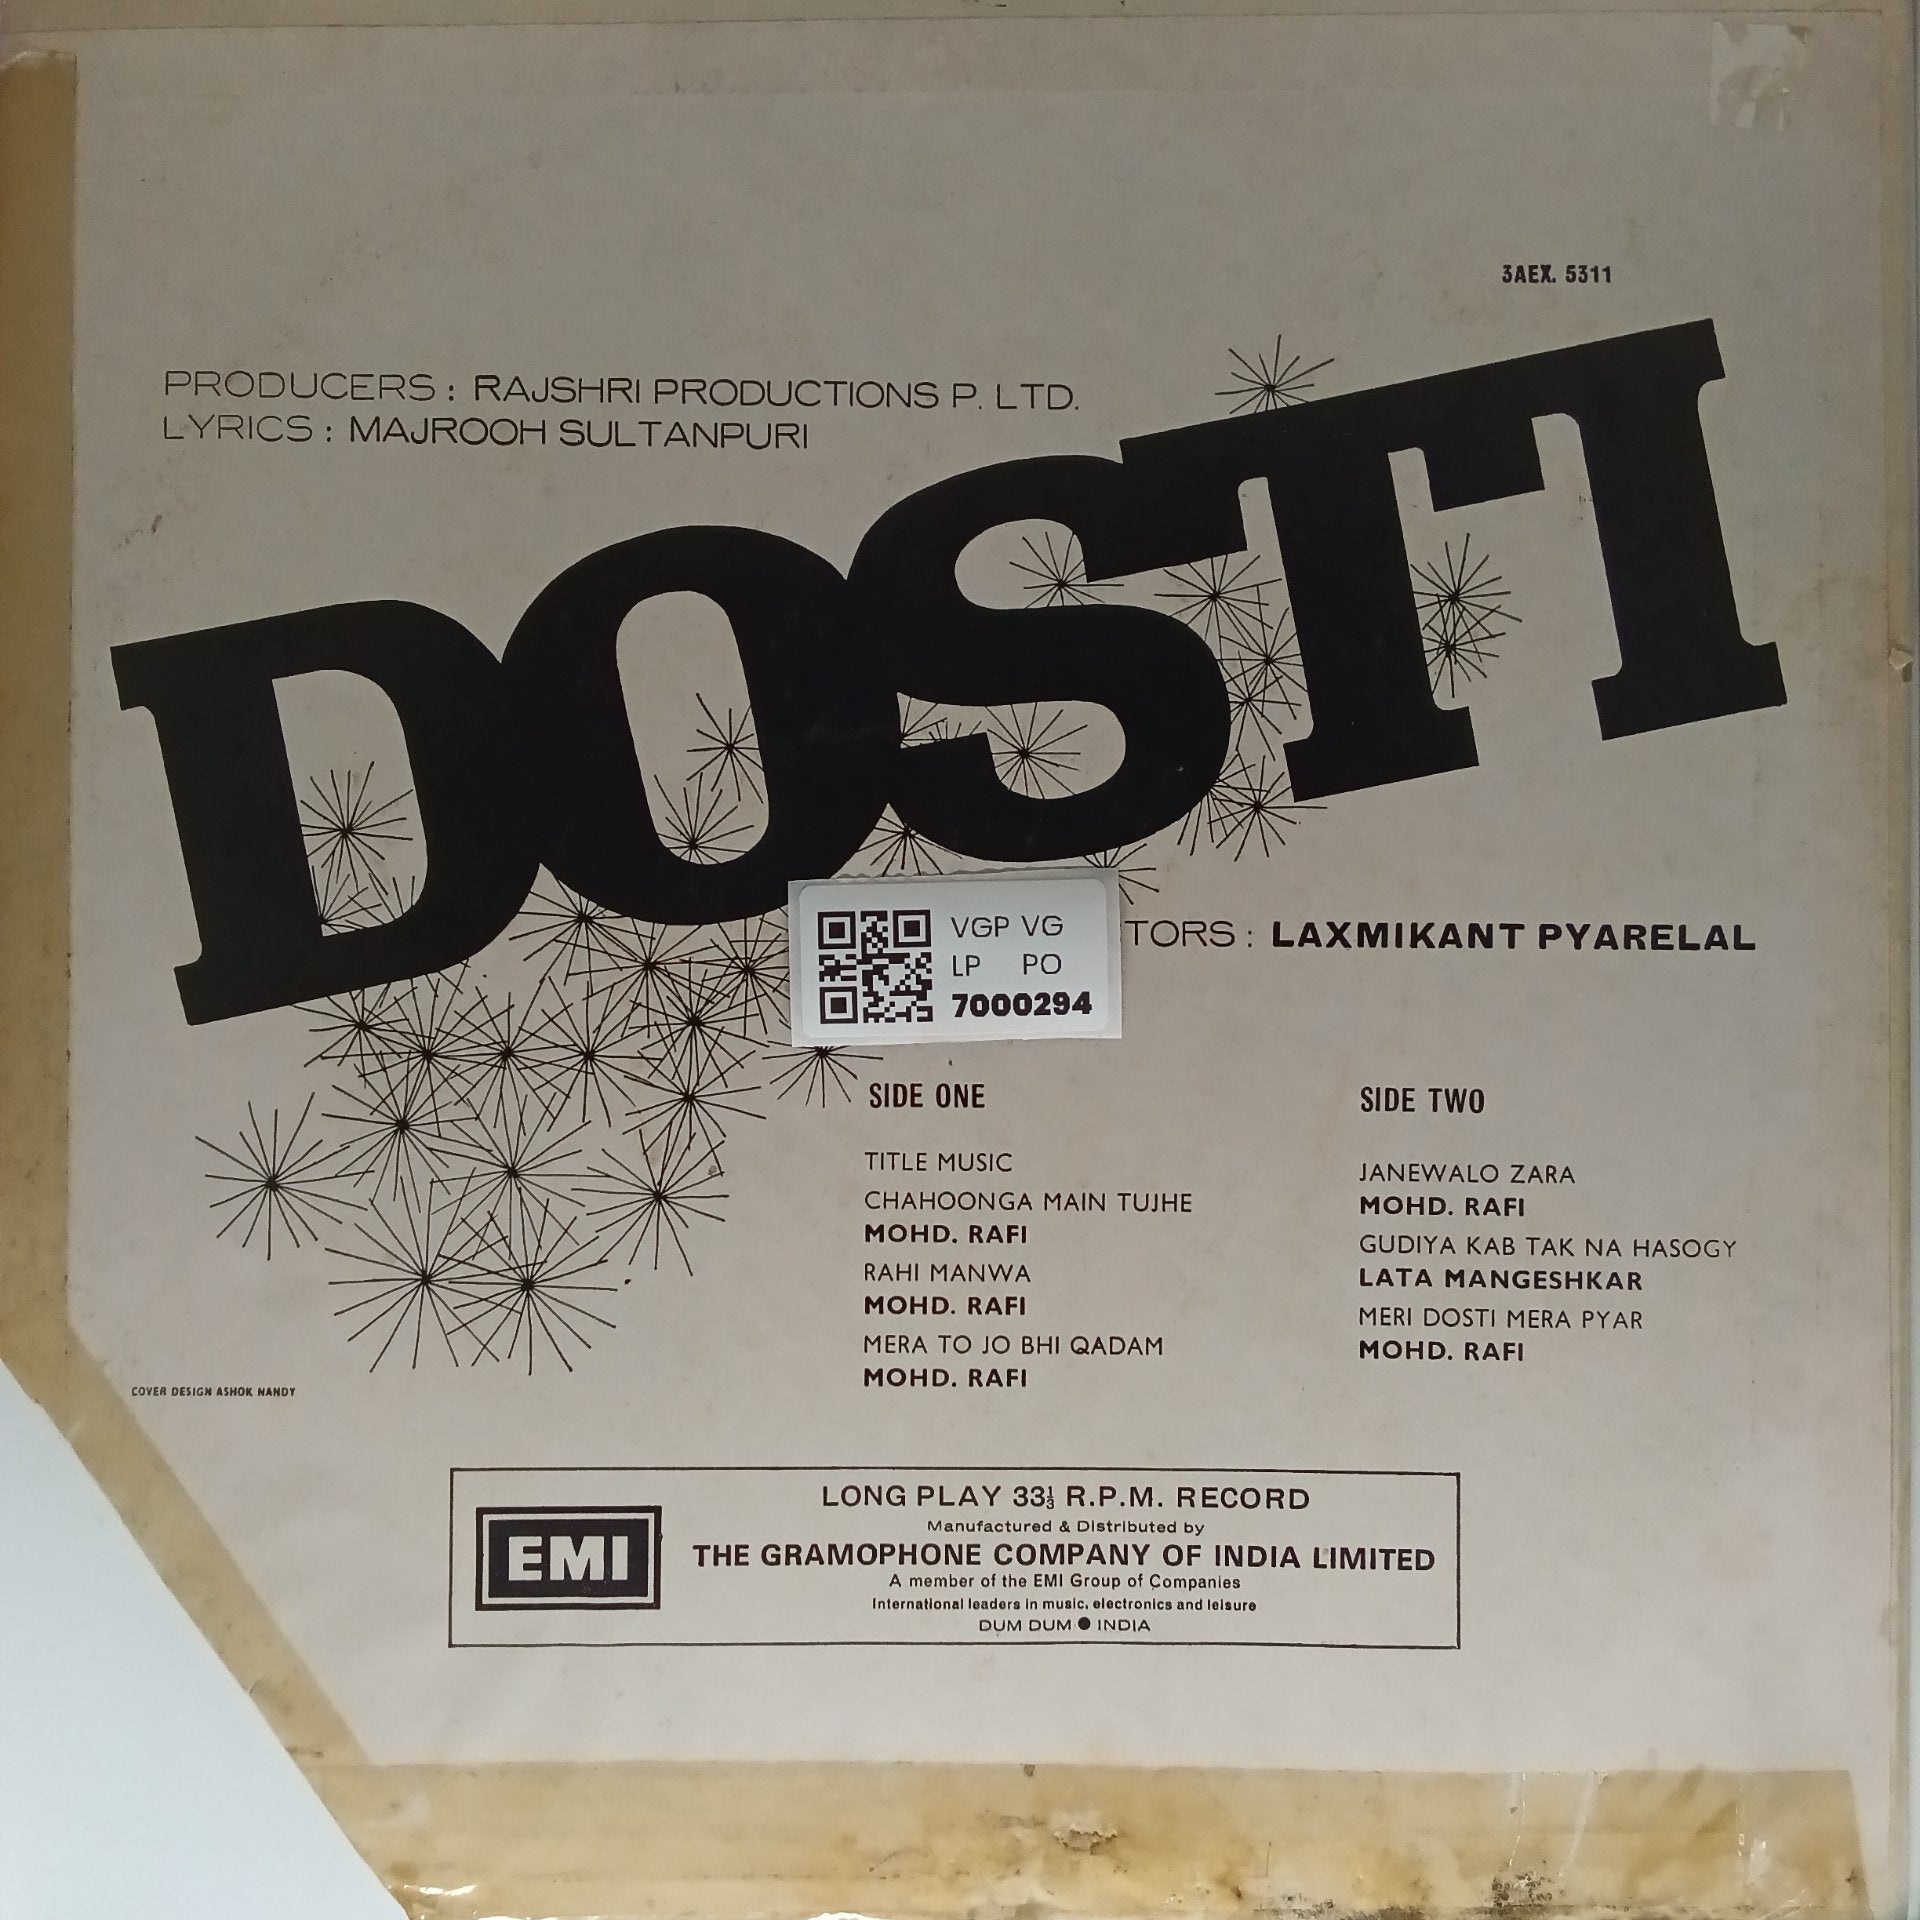 3AEX. 5311
PRODUCERS : RAJSHRI PRODUCTIONS P. LTD.
LYRICS : MAJROOH SULTANPURI
DOSTI
VGP VG
LP PO
7000294
TORS : LAXMIKANT PYARELAL
SIDE ONE
TITLE MUSIC
CHAHOONGA MAIN TUJHE
MOHD. RAFI
RAHI MANWA
MOHD. RAFI
MERA TO JO BHI QADAM
MOHD. RAFI
SIDE TWO
JANEWALO ZARA
MOHD. RAFI
GUDIYA KAB TAK NA HASOGY
LATA MANGESHKAR
MERI DOSTI MERA PYAR
MOHD. RAFI
COVER DESIGN ASHOK NANDY
EMI
LONG PLAY 33⅓ R.P.M. RECORD
Manufactured & Distributed by
THE GRAMOPHONE COMPANY OF INDIA LIMITED
A member of the EMI Group of Companies
International leaders in music, electronics and leisure
DUM DUM ● INDIA